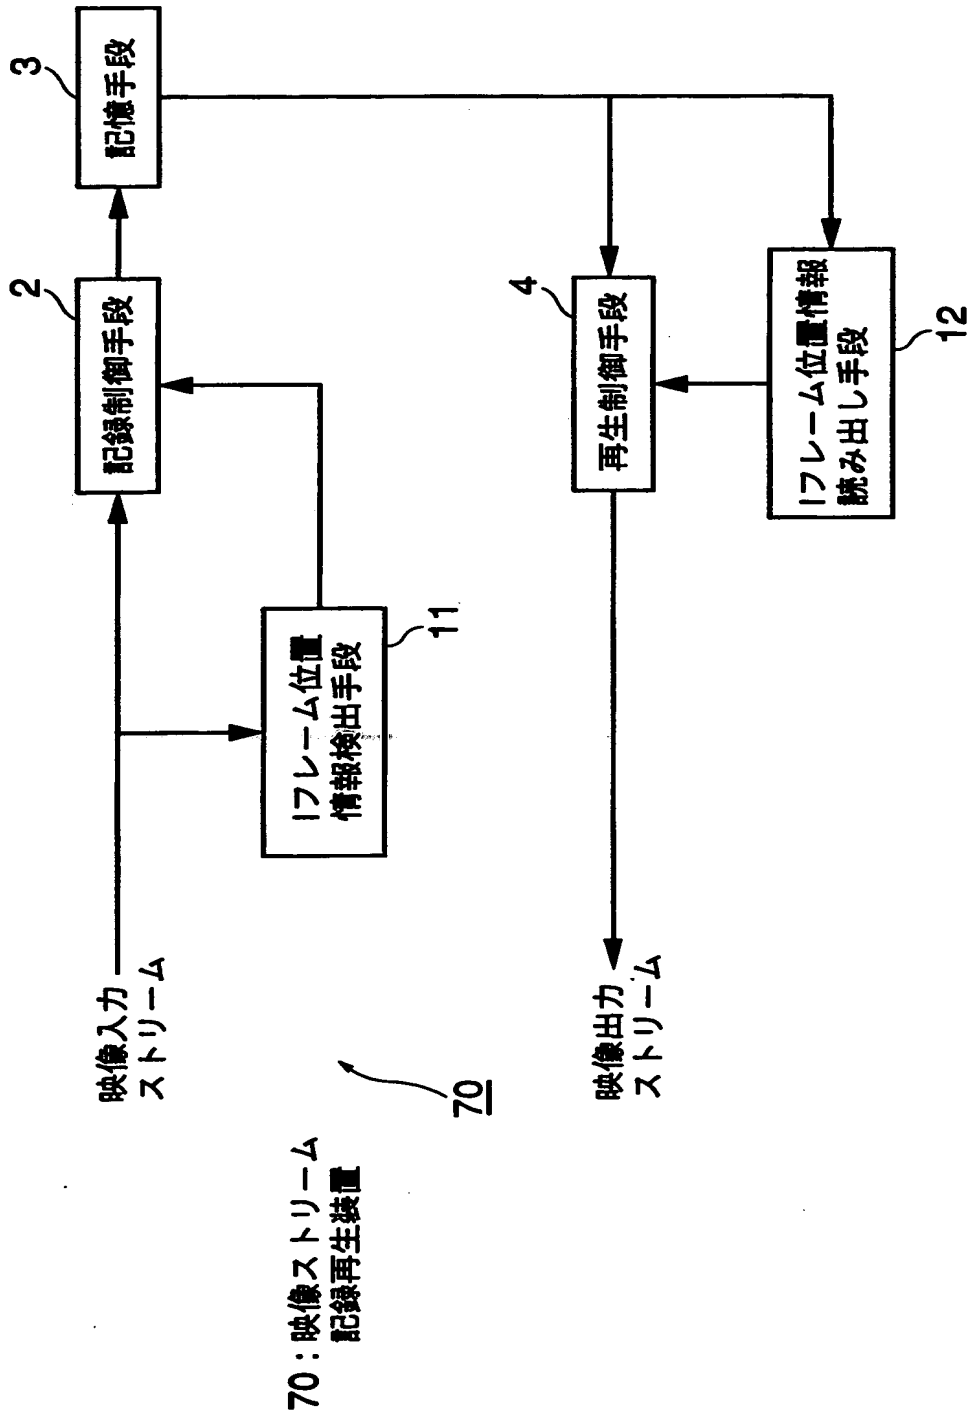 映像入力
ストリーム
2
記録制御手段
3
記憶手段
Iフレーム位置
情報検出手段
11
映像出力
ストリーム
4
再生制御手段
Iフレーム位置情報
読み出し手段
12
70
70：映像ストリーム
記録再生装置